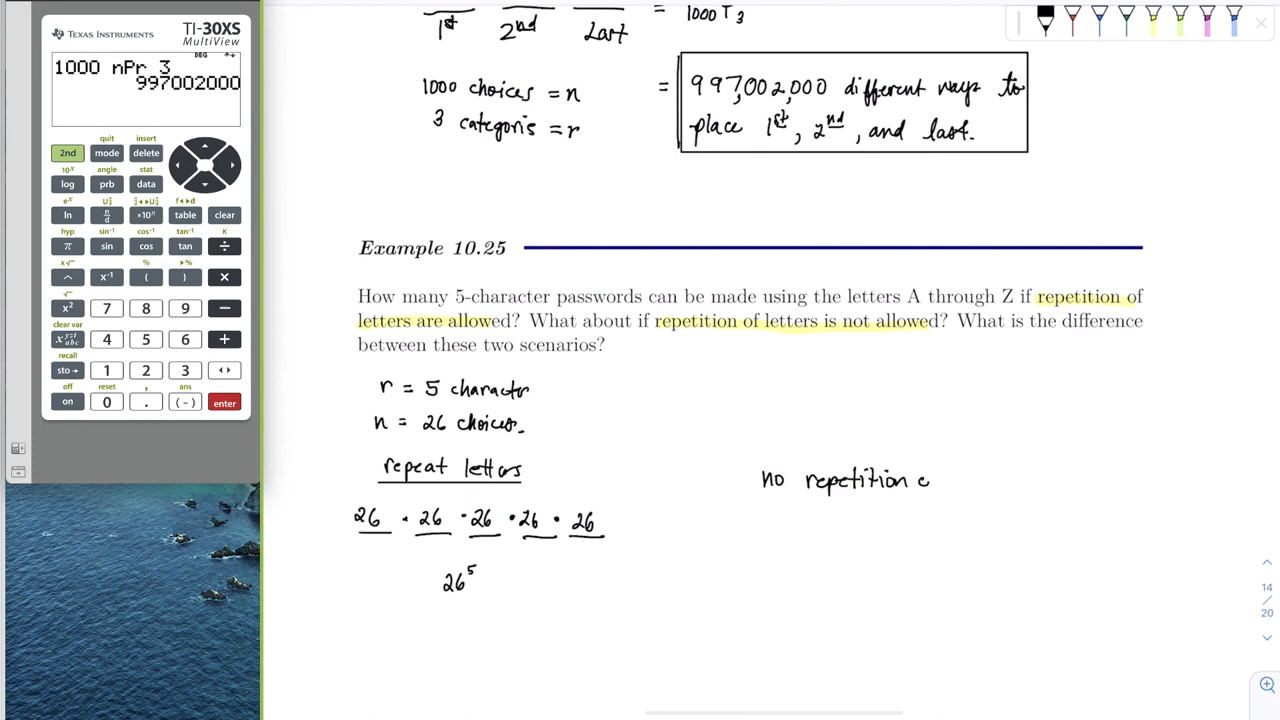 TEXAS INSTRUMENTS TI-30XS
MultiView
DEG
1000 nPr 3
997002000
quit insert
2nd mode delete
10ˣ angle stat
log prb data
eˣ f◄►d
ln n/d ×10ⁿ table clear
hyp sin⁻¹ cos⁻¹ tan⁻¹ K
π sin cos tan ÷
x√ % ►%
^ x⁻¹ ( ) ×
√
x² 7 8 9 −
clear var
x yzt abc 4 5 6 +
recall
sto→ 1 2 3 ◄►
off reset , ans
on 0 . (-) enter
1st 2nd Last = 1000 P 3
1000 choices = n
3 categoris = r
= 997,002,000 different ways to
place 1st, 2nd, and last.
Example 10.25
How many 5-character passwords can be made using the letters A through Z if repetition of
letters are allowed? What about if repetition of letters is not allowed? What is the difference
between these two scenarios?
r = 5 character
n = 26 choices.
repeat letters
26 · 26 · 26 · 26 · 26
26⁵
no repetition
14
/
20